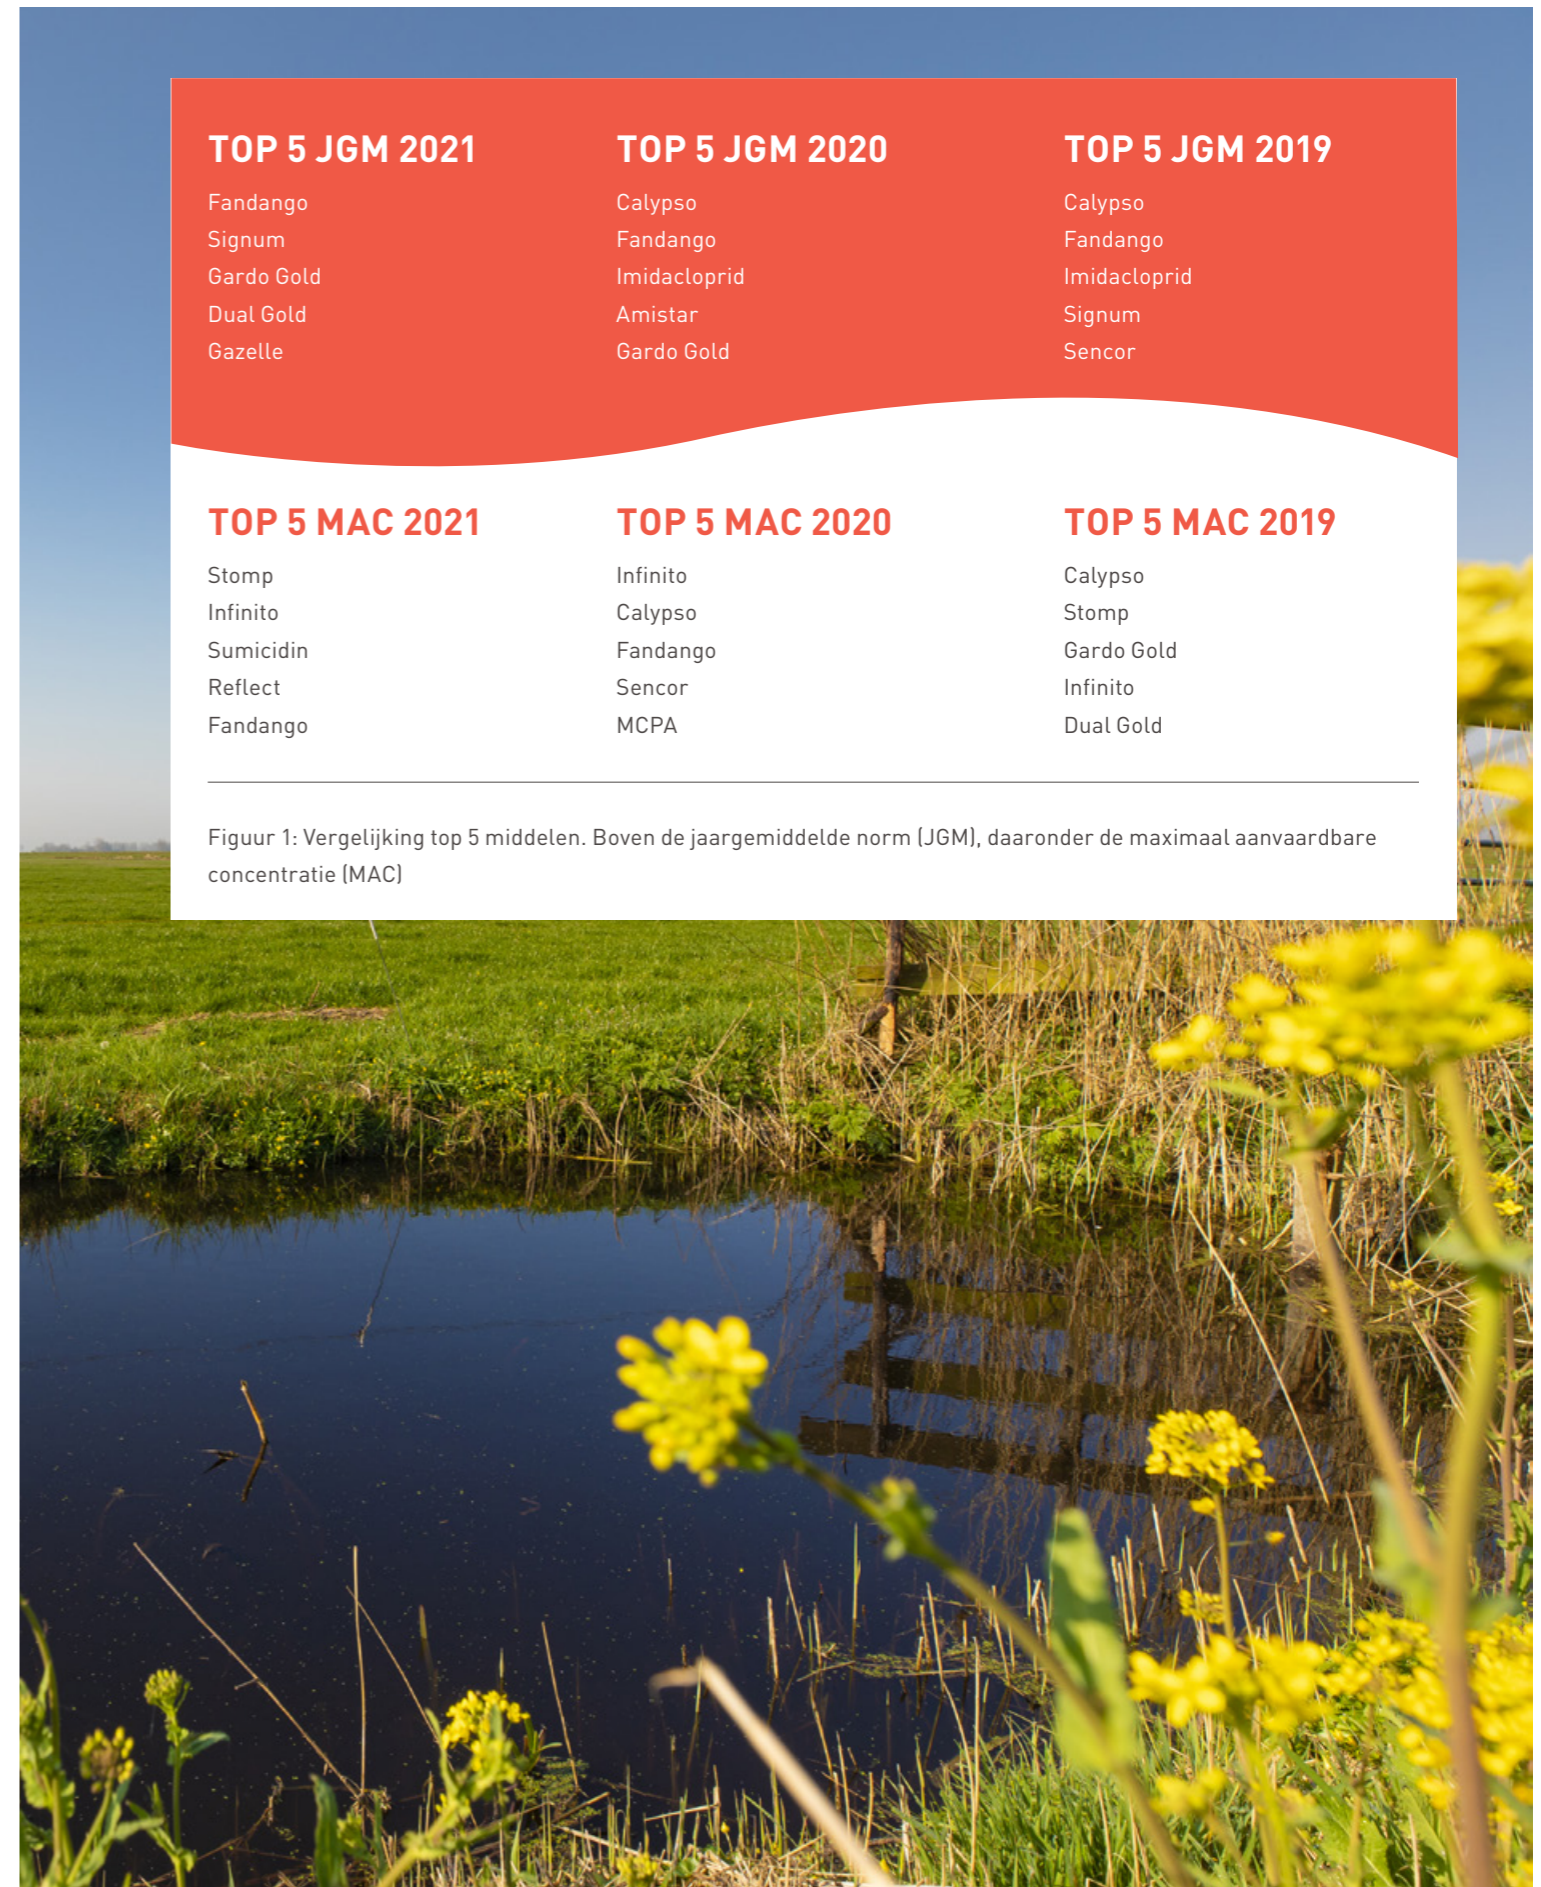 TOP 5 JGM 2021
Fandango
Signum
Gardo Gold
Dual Gold
Gazelle
TOP 5 JGM 2020
Calypso
Fandango
Imidacloprid
Amistar
Gardo Gold
TOP 5 JGM 2019
Calypso
Fandango
Imidacloprid
Signum
Sencor
TOP 5 MAC 2021
Stomp
Infinito
Sumicidin
Reflect
Fandango
TOP 5 MAC 2020
Infinito
Calypso
Fandango
Sencor
MCPA
TOP 5 MAC 2019
Calypso
Stomp
Gardo Gold
Infinito
Dual Gold
Figuur 1: Vergelijking top 5 middelen. Boven de jaargemiddelde norm (JGM), daaronder de maximaal aanvaardbare
concentratie (MAC)